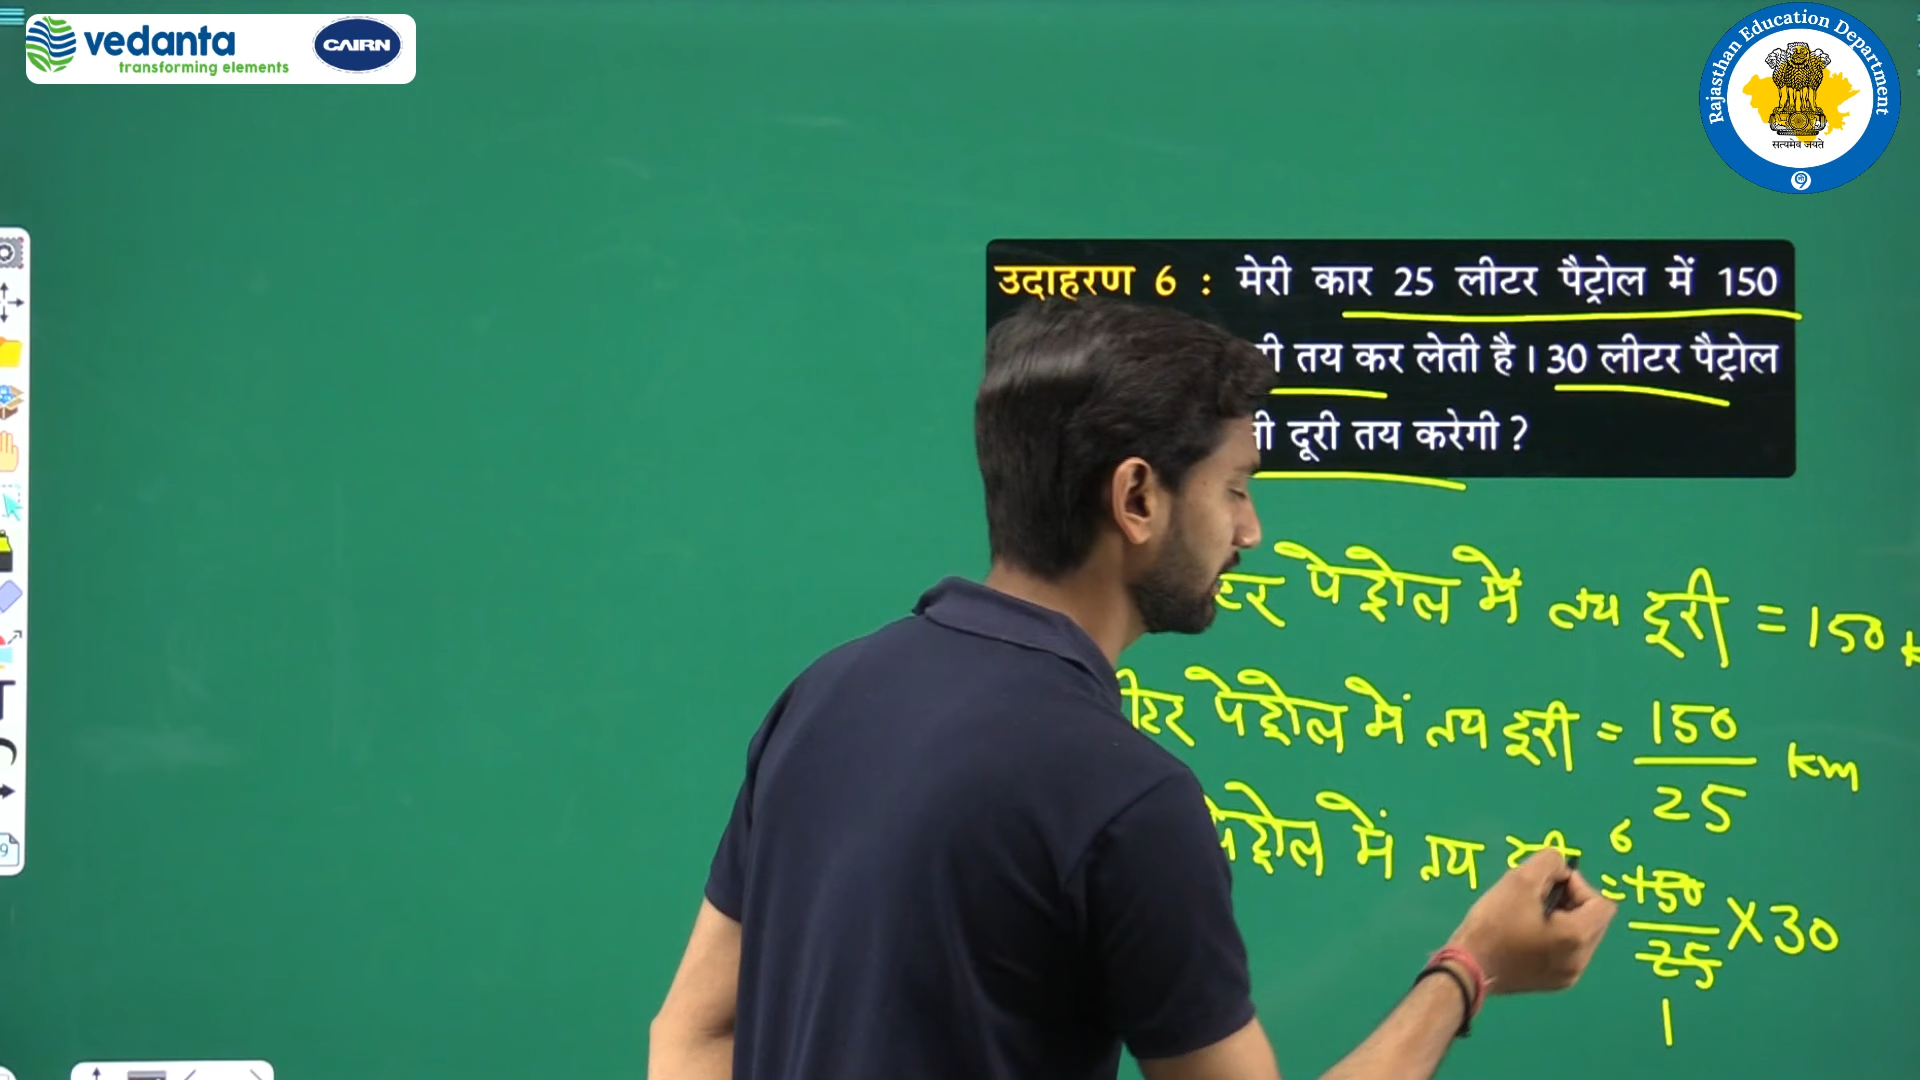 vedanta
transforming elements
CAIRN
Rajasthan Education Department
सत्यमेव जयते
उदाहरण 6 : मेरी कार 25 लीटर पैट्रोल में 150
तय कर लेती है । 30 लीटर पैट्रोल
दूरी तय करेगी ?
पेट्रोल में तय दूरी = 150
पेट्रोल में तय दूरी = 150/25 km
पेट्रोल में तय = 150/25 × 30
6
1